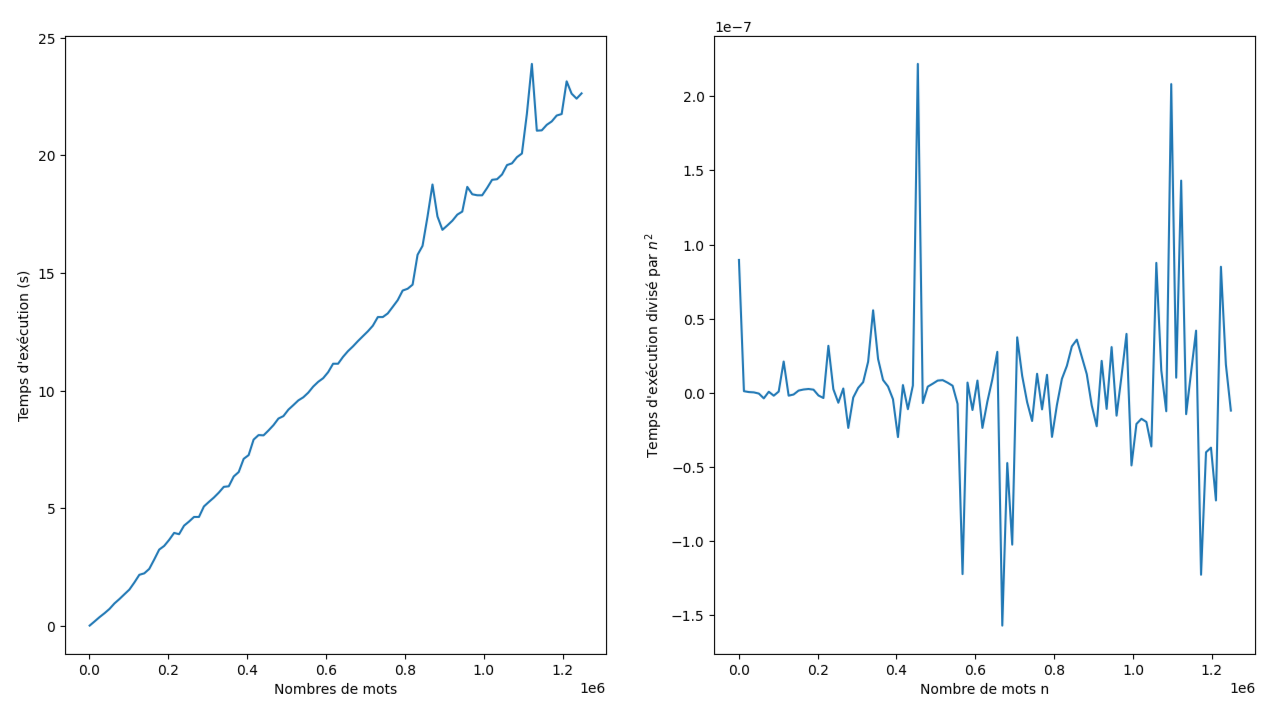 25
20
15
10
5
0
Temps d'exécution (s)
0.0 0.2 0.4 0.6 0.8 1.0 1.2
1e6
Nombres de mots
1e−7
2.0
1.5
1.0
0.5
0.0
−0.5
−1.0
−1.5
Temps d'exécution divisé par n²
0.0 0.2 0.4 0.6 0.8 1.0 1.2
1e6
Nombre de mots n